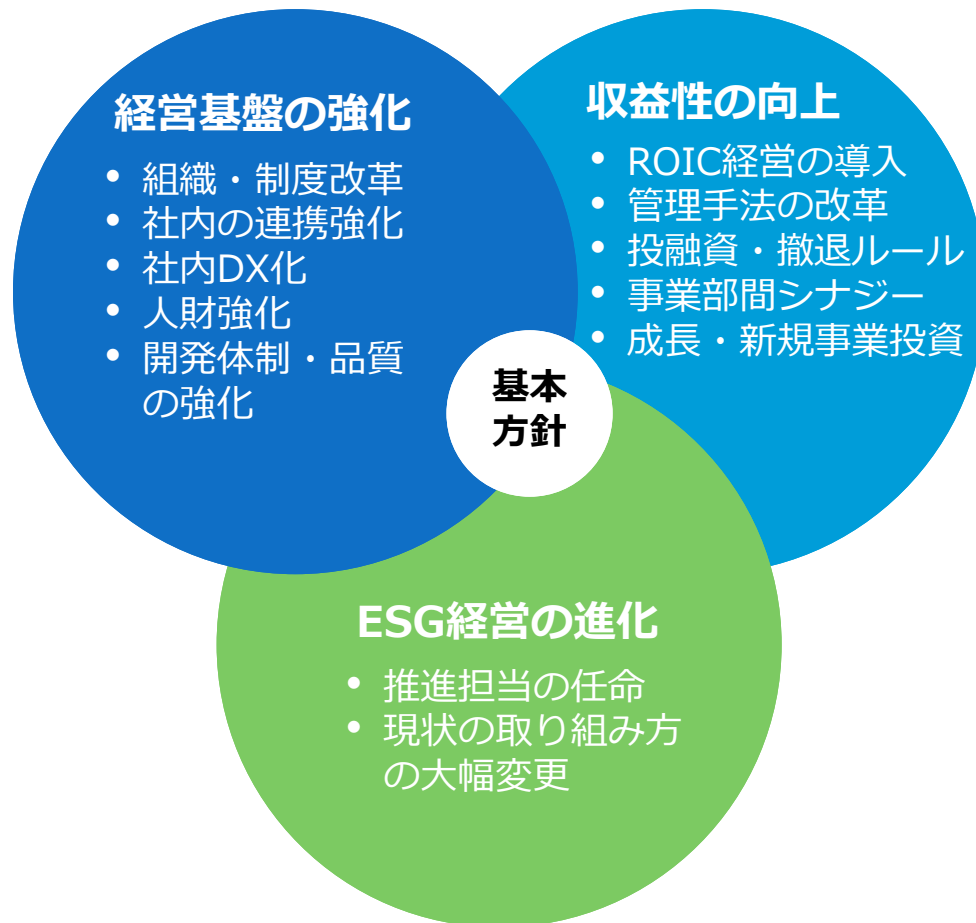 経営基盤の強化
• 組織・制度改革
• 社内の連携強化
• 社内DX化
• 人財強化
• 開発体制・品質
の強化
収益性の向上
• ROIC経営の導入
• 管理手法の改革
• 投融資・撤退ルール
• 事業部間シナジー
• 成長・新規事業投資
基本
方針
ESG経営の進化
• 推進担当の任命
• 現状の取り組み方
の大幅変更